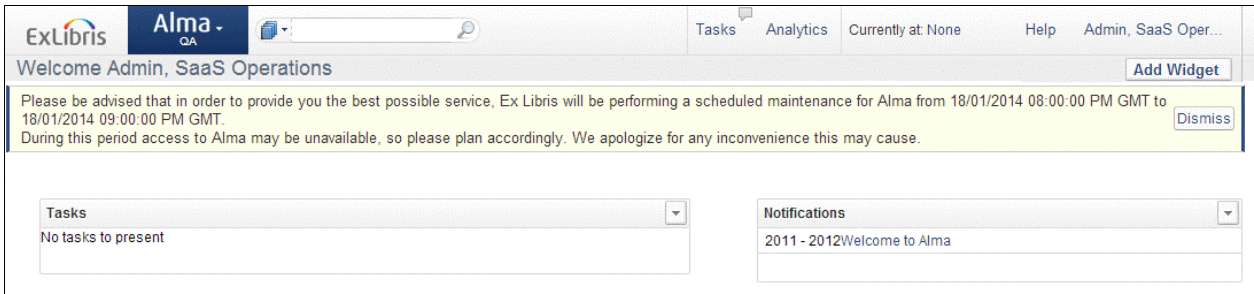 ExLibris
Alma
QA
Tasks Analytics Currently at: None Help Admin, SaaS Oper...
Welcome Admin, SaaS Operations
Add Widget
Please be advised that in order to provide you the best possible service, Ex Libris will be performing a scheduled maintenance for Alma from 18/01/2014 08:00:00 PM GMT to
18/01/2014 09:00:00 PM GMT.
During this period access to Alma may be unavailable, so please plan accordingly. We apologize for any inconvenience this may cause.
Dismiss
Tasks
No tasks to present
Notifications
2011 - 2012Welcome to Alma